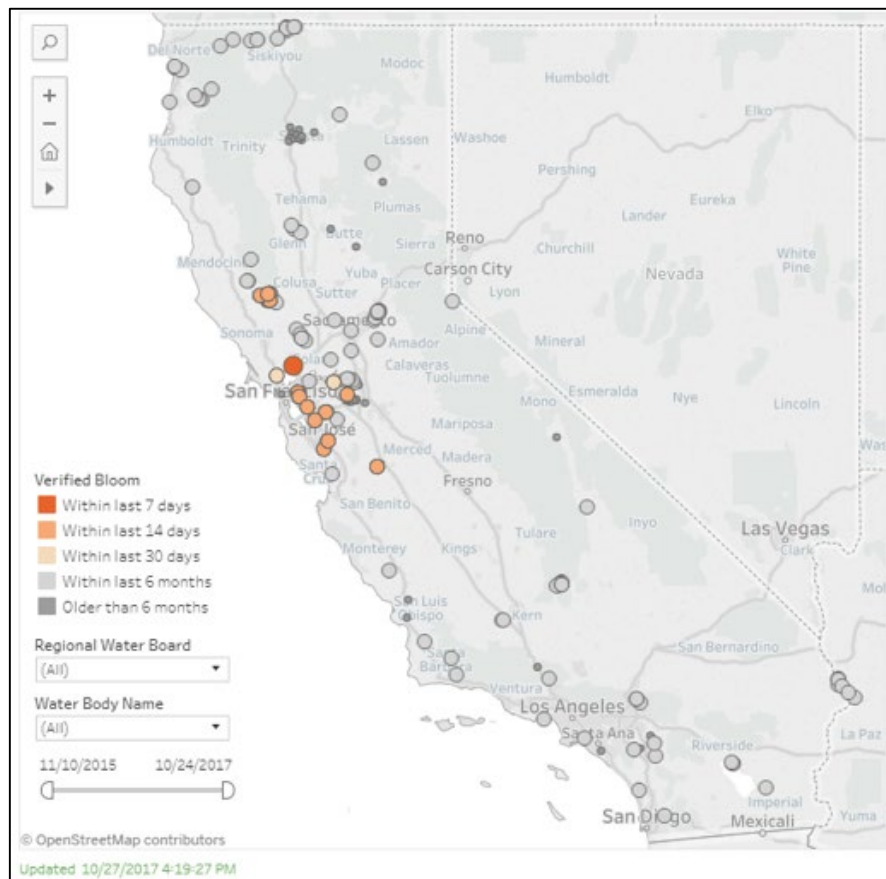 Del Norte
Siskiyou
Modoc
Humboldt
Elko
Humboldt
Trinity
Lassen
Washoe
Pershing
Tehama
Plumas
Eureka
Lander
Glenn
Butte
Sierra
Reno
Churchill
White
Pine
Mendocino
Colusa
Yuba
Placer
Carson City
Lyon
Nevada
Sutter
Sonoma
Sacramento
Alpine
Amador
Mineral
Calaveras
Tuolumne
Esmeralda
Nye
Lincoln
Mono
San José
Mariposa
Merced
Madera
Fresno
San Benito
Tulare
Inyo
Las Vegas
Clark
Monterey
Kings
San Luis
Obispo
Kern
San Bernardino
Ventura
Los Angeles
Santa Ana
Riverside
La Paz
Imperial
San Diego
Mexicali
Yuma
Verified Bloom
Within last 7 days
Within last 14 days
Within last 30 days
Within last 6 months
Older than 6 months
Regional Water Board
(All)
Water Body Name
(All)
11/10/2015 10/24/2017
© OpenStreetMap contributors
Updated 10/27/2017 4:19:27 PM